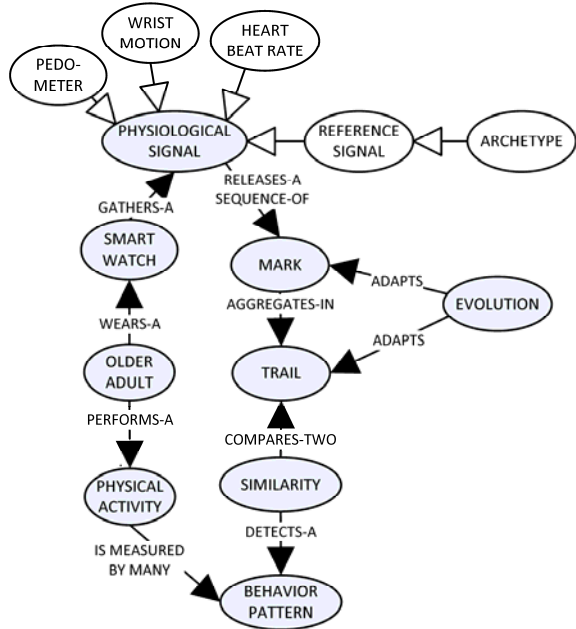 WRIST
MOTION
HEART
BEAT RATE
PEDO-
METER
PHYSIOLOGICAL
SIGNAL
REFERENCE
SIGNAL
ARCHETYPE
RELEASES-A
SEQUENCE-OF
GATHERS-A
SMART
WATCH
MARK
ADAPTS
EVOLUTION
AGGREGATES-IN
WEARS-A
ADAPTS
OLDER
ADULT
TRAIL
PERFORMS-A
COMPARES-TWO
PHYSICAL
ACTIVITY
SIMILARITY
DETECTS-A
IS MEASURED
BY MANY
BEHAVIOR
PATTERN